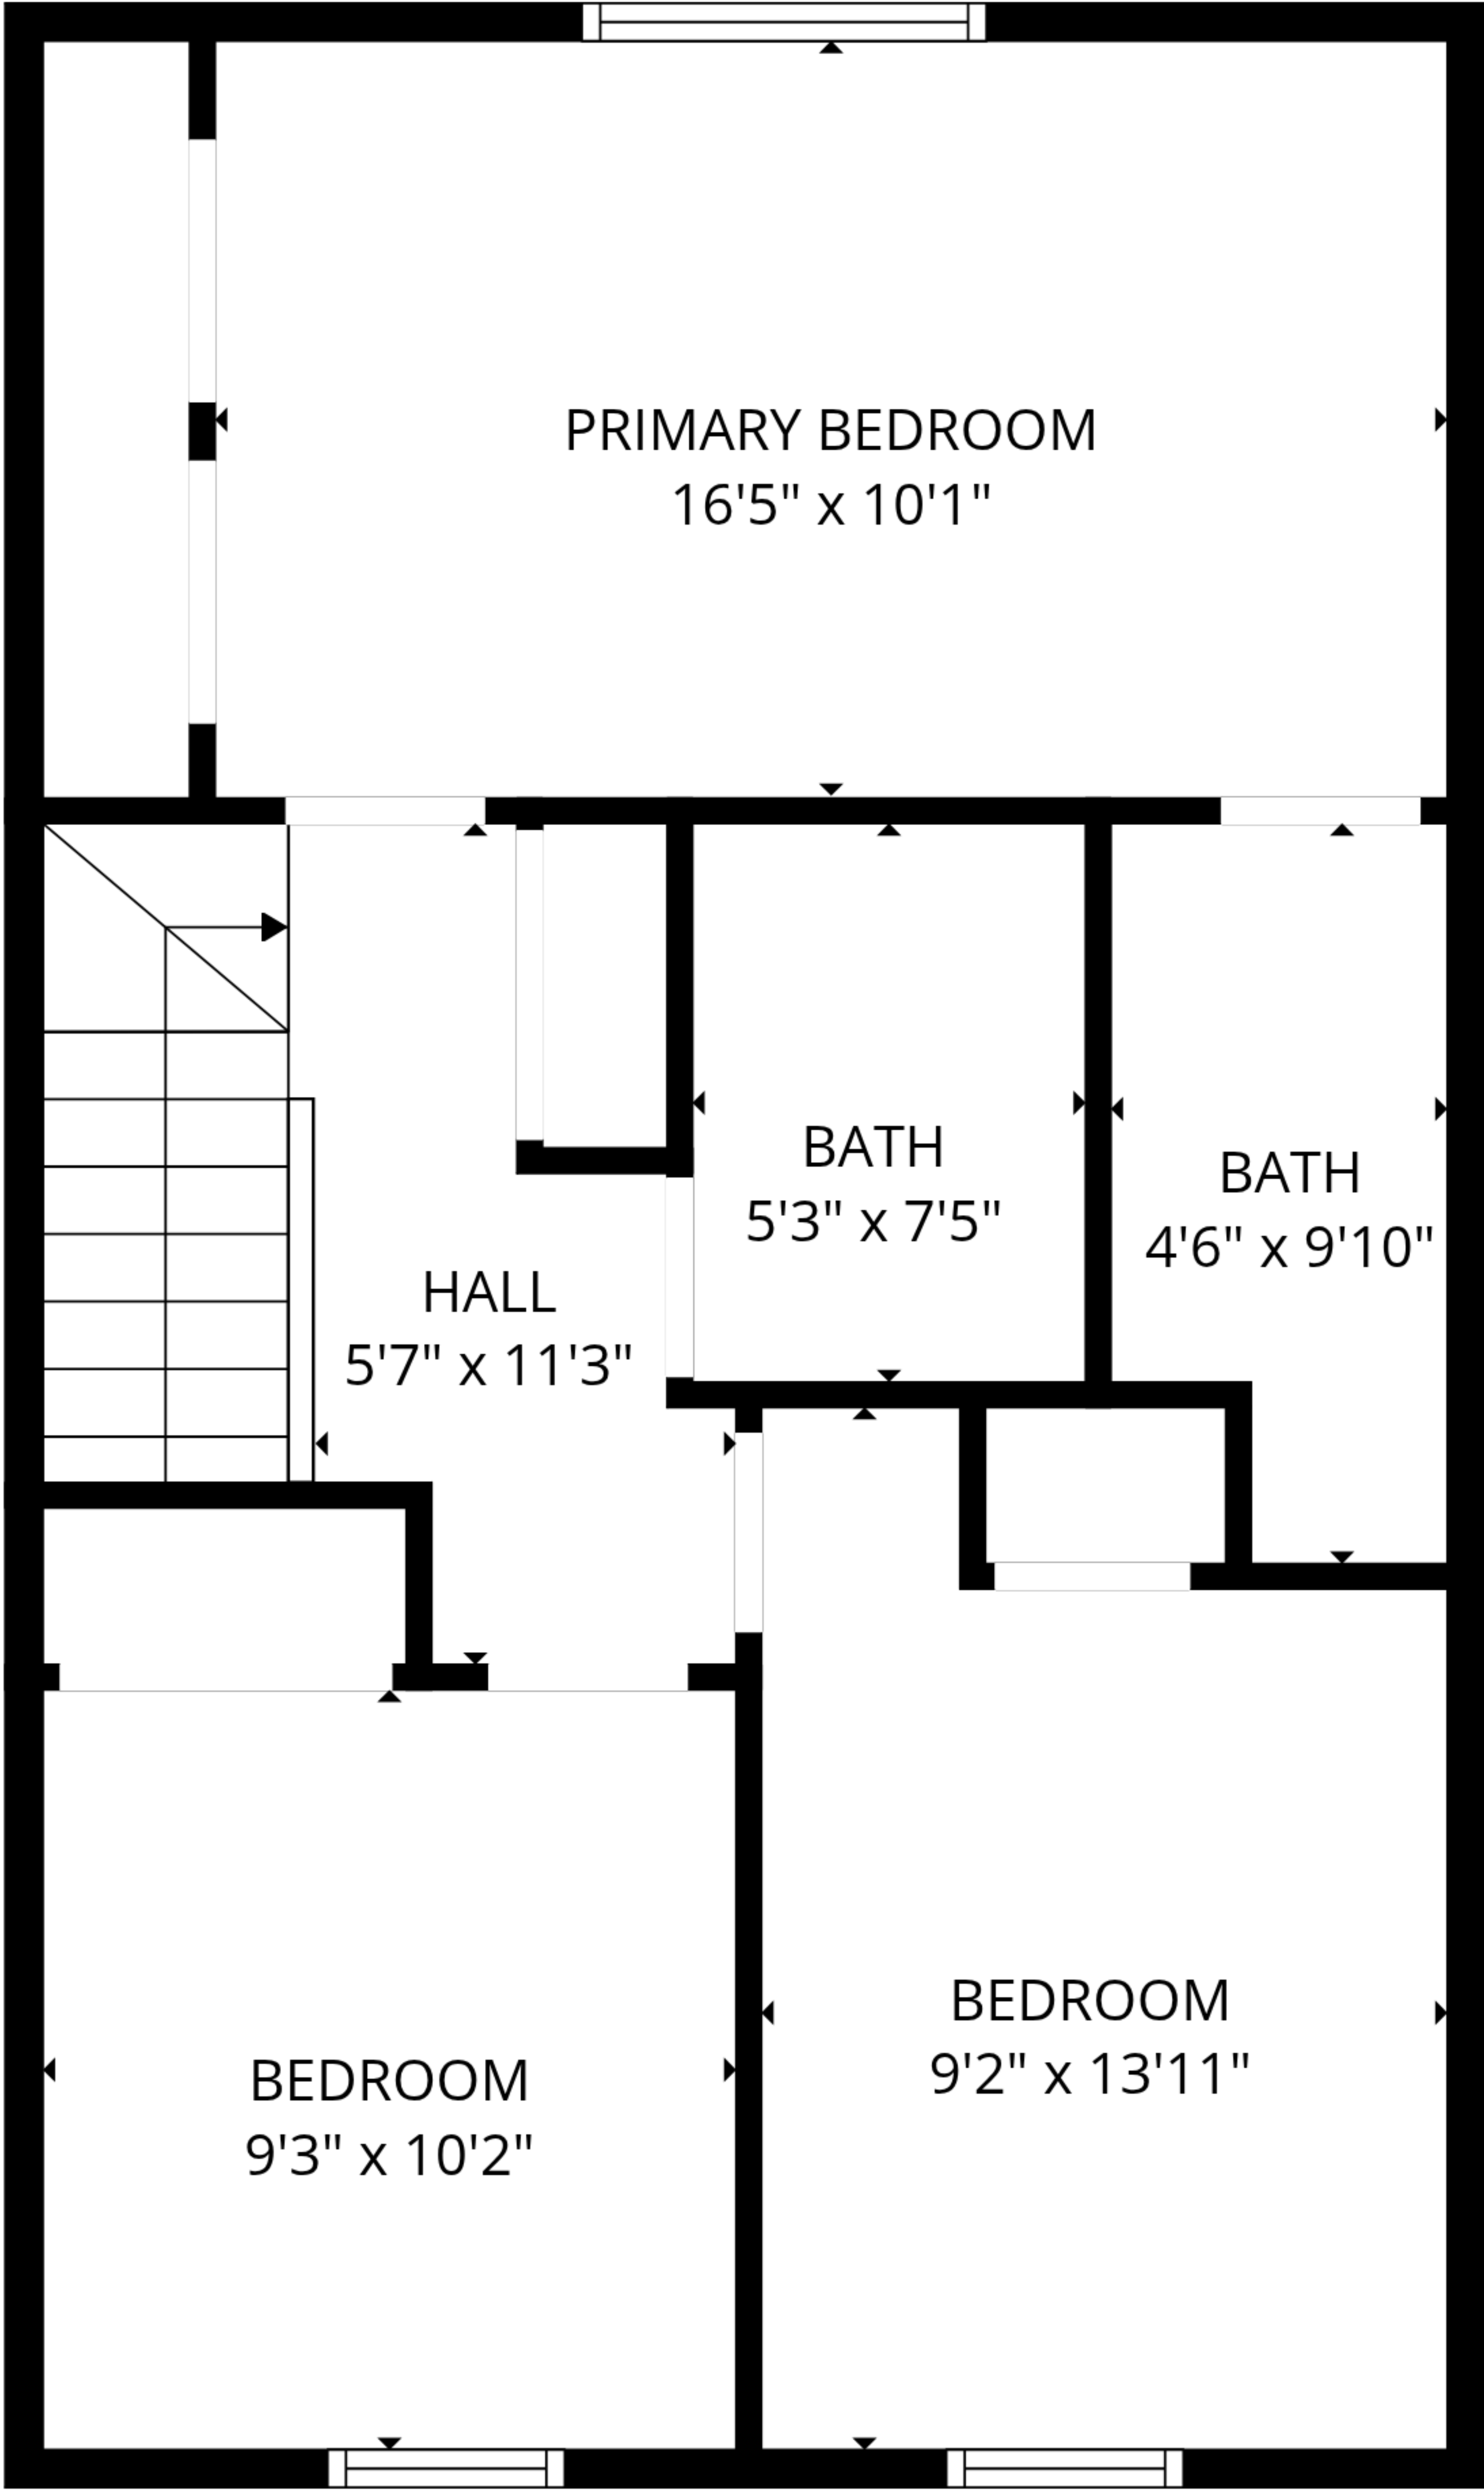 PRIMARY BEDROOM
16'5" x 10'1"
BATH
5'3" x 7'5"
BATH
4'6" x 9'10"
HALL
5'7" x 11'3"
BEDROOM
9'2" x 13'11"
BEDROOM
9'3" x 10'2"